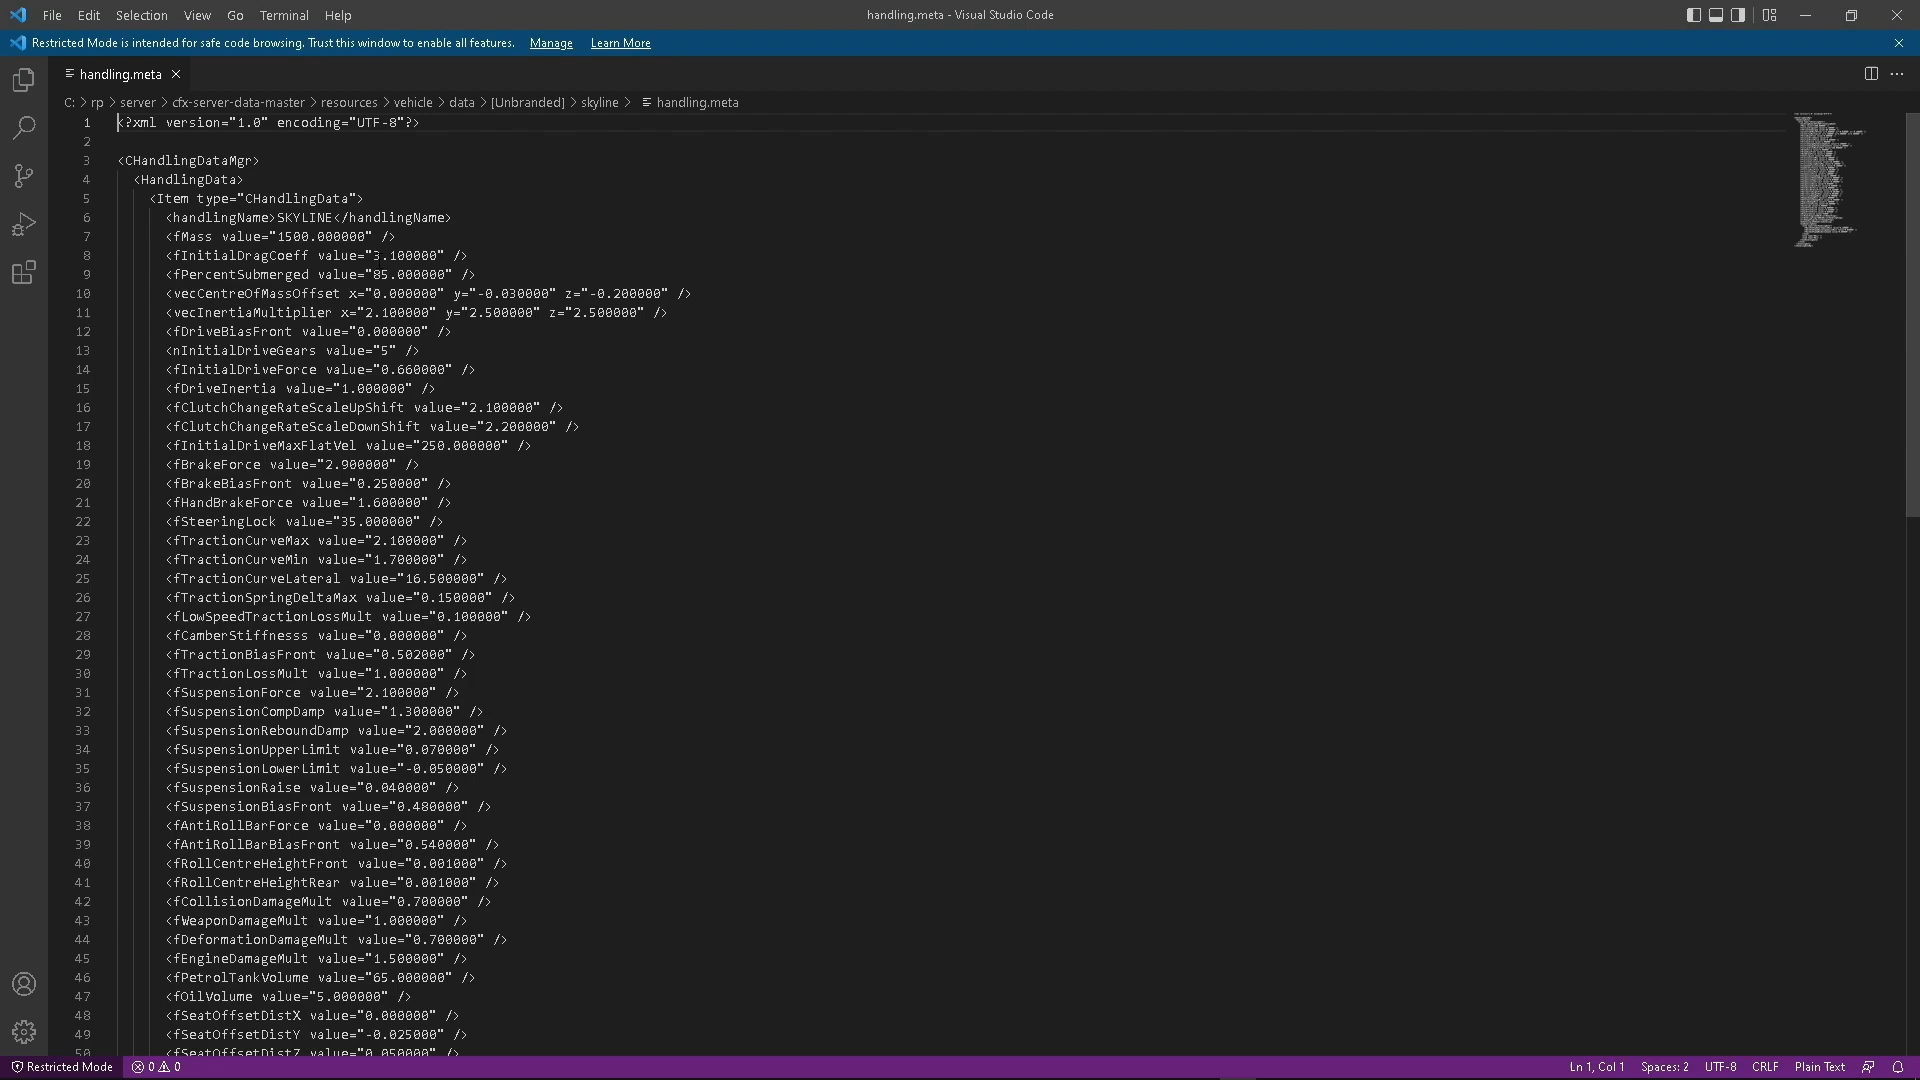 File Edit Selection View Go Terminal Help
handling.meta - Visual Studio Code
Restricted Mode is intended for safe code browsing. Trust this window to enable all features. Manage Learn More
handling.meta
C: > rp > server > cfx-server-data-master > resources > vehicle > data > [Unbranded] > skyline > handling.meta
1 <?xml version="1.0" encoding="UTF-8"?>
2
3 <CHandlingDataMgr>
4 <HandlingData>
5 <Item type="CHandlingData">
6 <handlingName>SKYLINE</handlingName>
7 <fMass value="1500.000000" />
8 <fInitialDragCoeff value="3.100000" />
9 <fPercentSubmerged value="85.000000" />
10 <vecCentreOfMassOffset x="0.000000" y="-0.030000" z="-0.200000" />
11 <vecInertiaMultiplier x="2.100000" y="2.500000" z="2.500000" />
12 <fDriveBiasFront value="0.000000" />
13 <nInitialDriveGears value="5" />
14 <fInitialDriveForce value="0.660000" />
15 <fDriveInertia value="1.000000" />
16 <fClutchChangeRateScaleUpShift value="2.100000" />
17 <fClutchChangeRateScaleDownShift value="2.200000" />
18 <fInitialDriveMaxFlatVel value="250.000000" />
19 <fBrakeForce value="2.900000" />
20 <fBrakeBiasFront value="0.250000" />
21 <fHandBrakeForce value="1.600000" />
22 <fSteeringLock value="35.000000" />
23 <fTractionCurveMax value="2.100000" />
24 <fTractionCurveMin value="1.700000" />
25 <fTractionCurveLateral value="16.500000" />
26 <fTractionSpringDeltaMax value="0.150000" />
27 <fLowSpeedTractionLossMult value="0.100000" />
28 <fCamberStiffnesss value="0.000000" />
29 <fTractionBiasFront value="0.502000" />
30 <fTractionLossMult value="1.000000" />
31 <fSuspensionForce value="2.100000" />
32 <fSuspensionCompDamp value="1.300000" />
33 <fSuspensionReboundDamp value="2.000000" />
34 <fSuspensionUpperLimit value="0.070000" />
35 <fSuspensionLowerLimit value="-0.050000" />
36 <fSuspensionRaise value="0.040000" />
37 <fSuspensionBiasFront value="0.480000" />
38 <fAntiRollBarForce value="0.000000" />
39 <fAntiRollBarBiasFront value="0.540000" />
40 <fRollCentreHeightFront value="0.001000" />
41 <fRollCentreHeightRear value="0.001000" />
42 <fCollisionDamageMult value="0.700000" />
43 <fWeaponDamageMult value="1.000000" />
44 <fDeformationDamageMult value="0.700000" />
45 <fEngineDamageMult value="1.500000" />
46 <fPetrolTankVolume value="65.000000" />
47 <fOilVolume value="5.000000" />
48 <fSeatOffsetDistX value="0.000000" />
49 <fSeatOffsetDistY value="-0.025000" />
50 <fSeatOffsetDistZ value="0.050000" />
Restricted Mode 0 0 Ln 1, Col 1 Spaces: 2 UTF-8 CRLF Plain Text